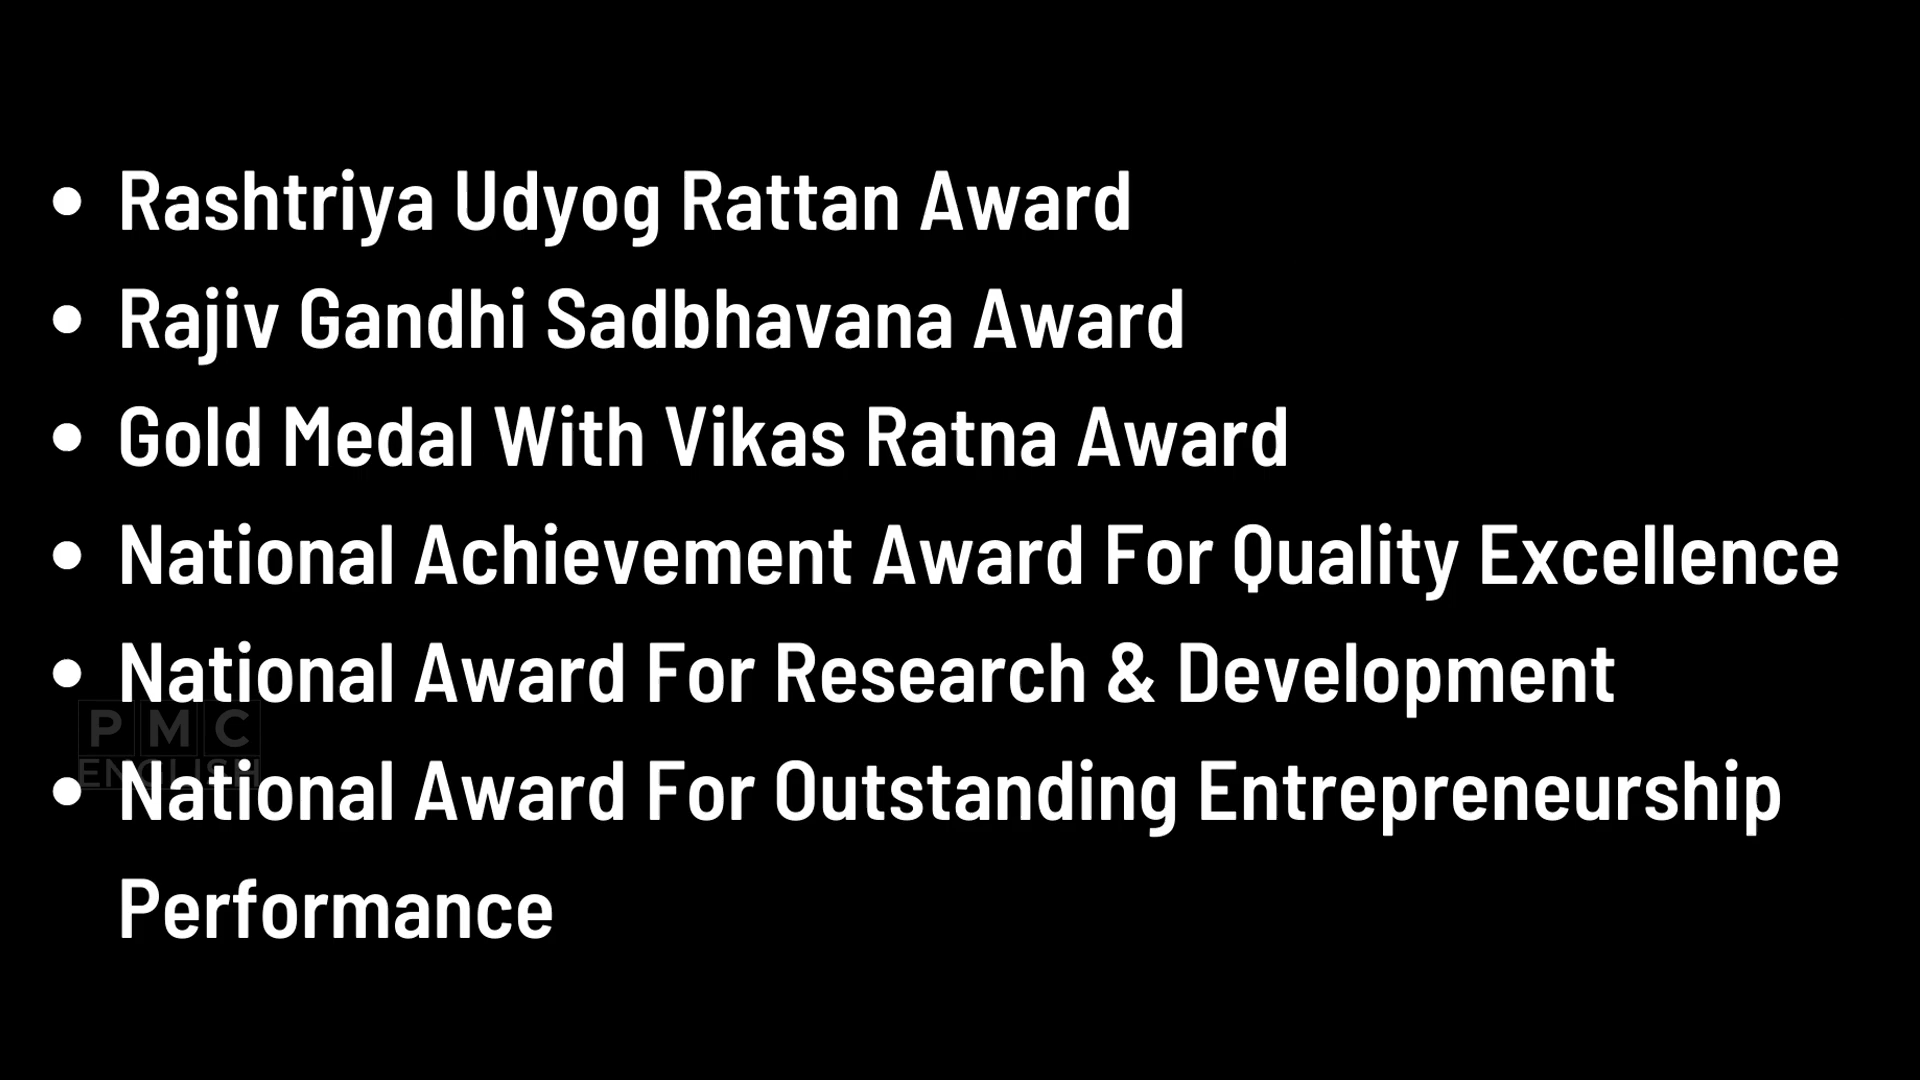 • Rashtriya Udyog Rattan Award
• Rajiv Gandhi Sadbhavana Award
• Gold Medal With Vikas Ratna Award
• National Achievement Award For Quality Excellence
• National Award For Research & Development
PMC
ENGLISH
• National Award For Outstanding Entrepreneurship
Performance